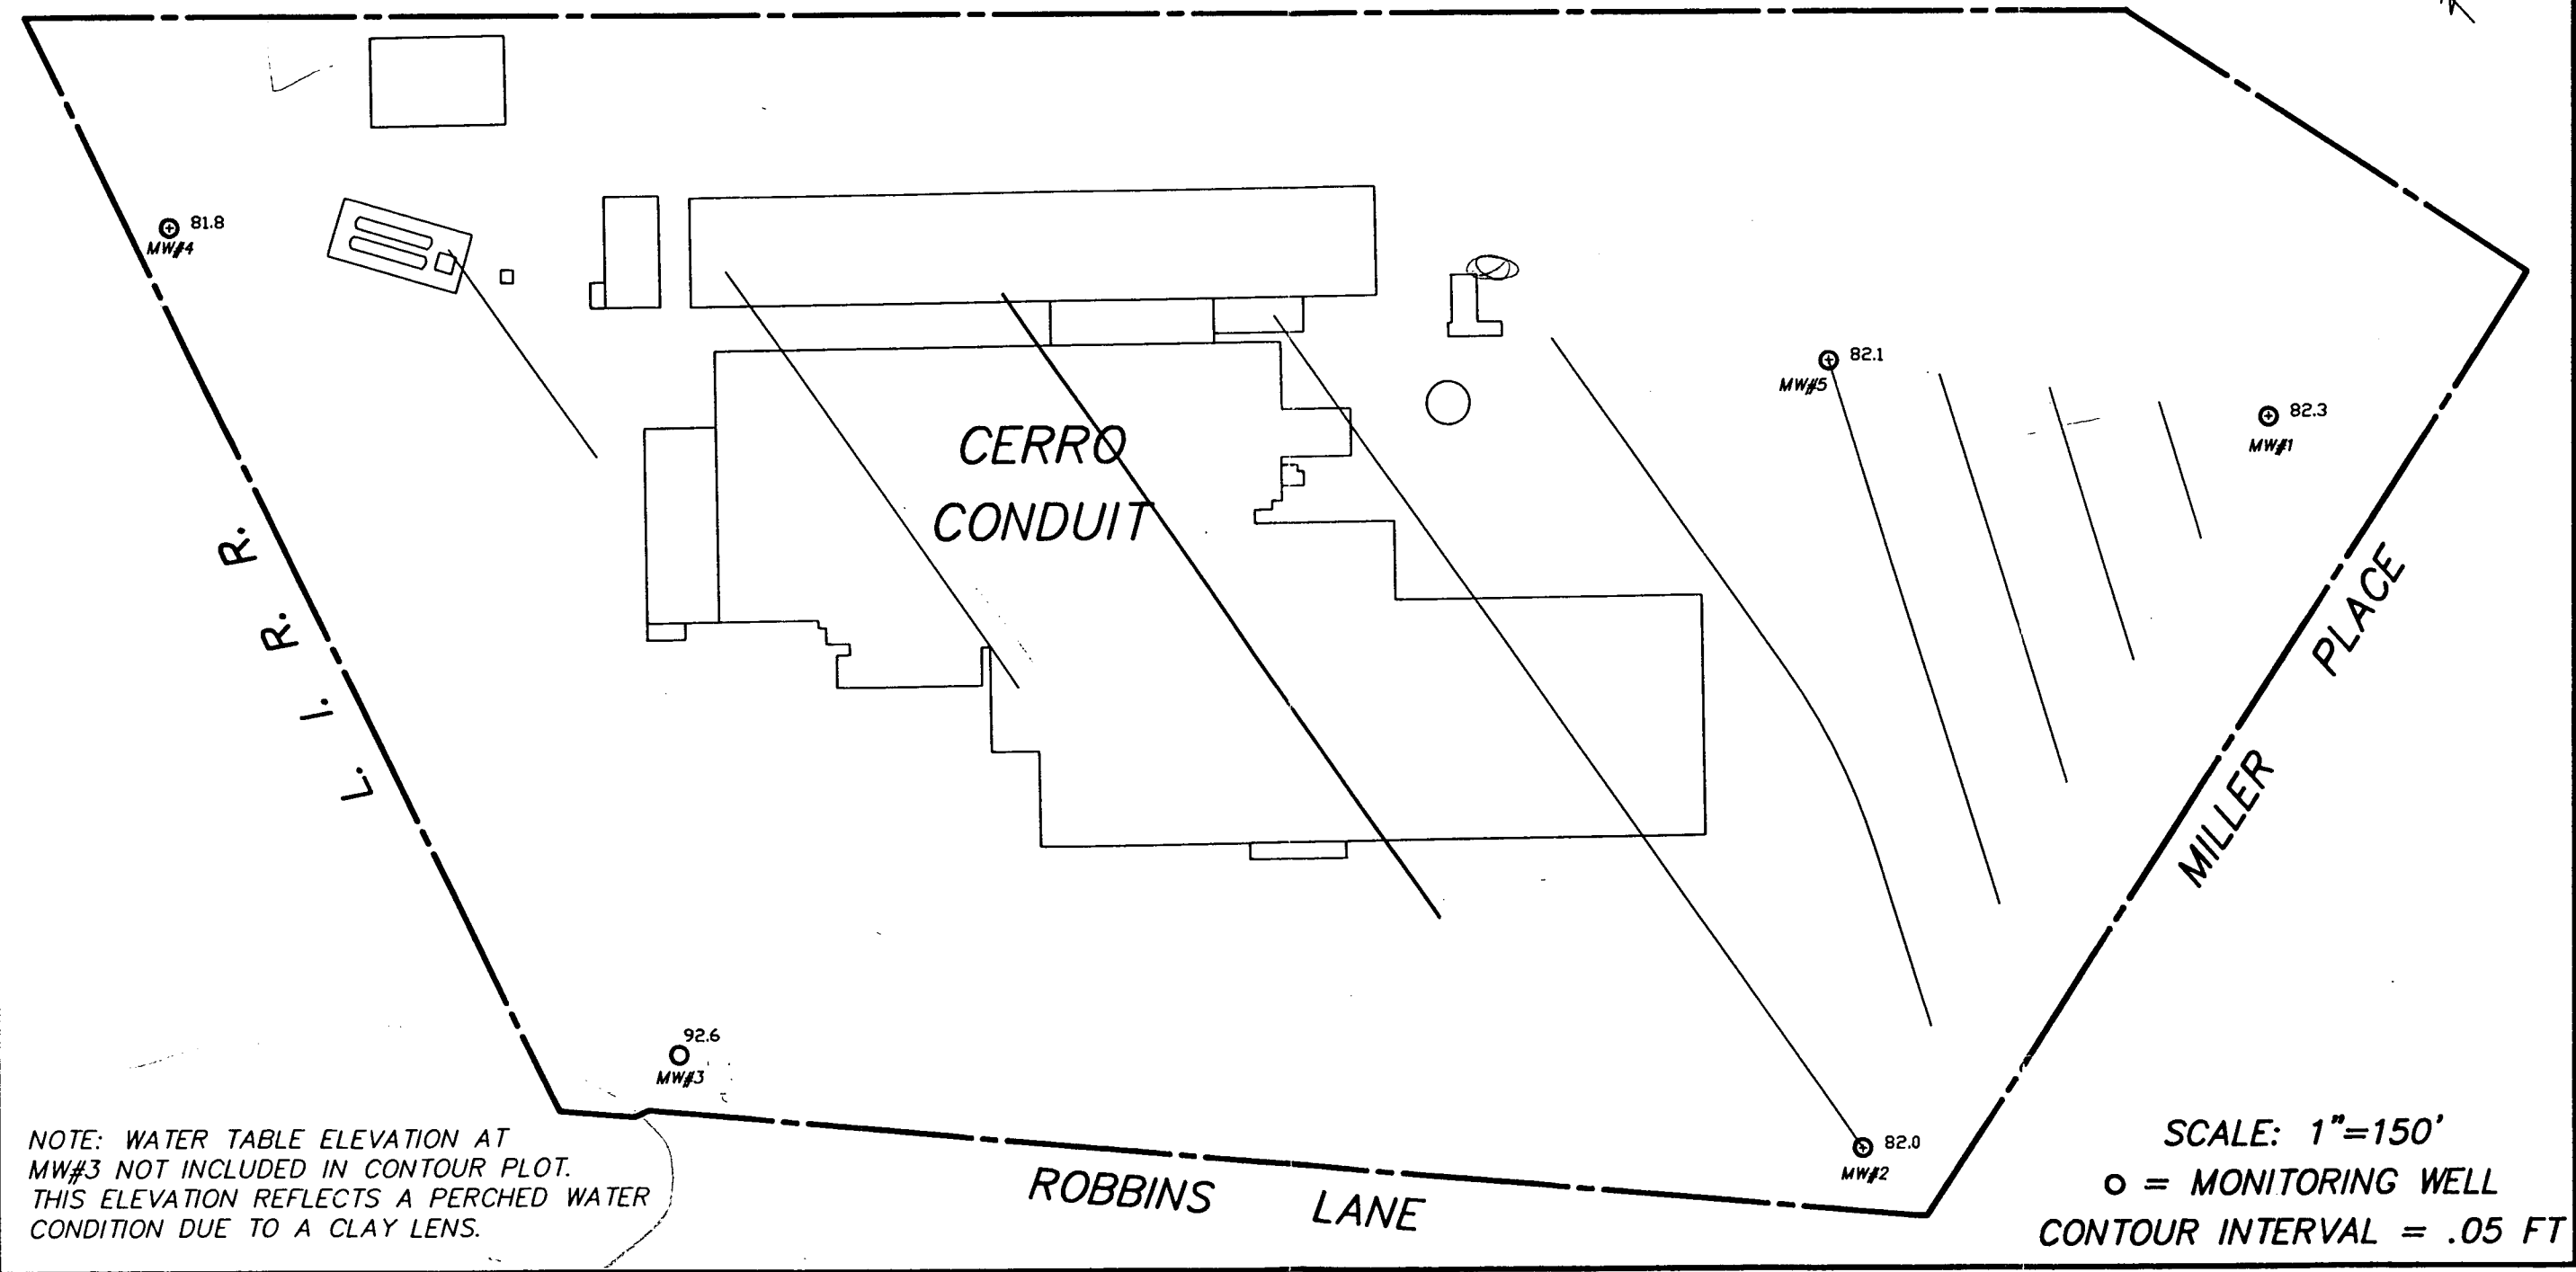 81.8
MW#4
CERRO
CONDUIT
82.1
MW#5
82.3
MW#1
L. I. R. R.
MILLER PLACE
92.6
MW#3
82.0
MW#2
ROBBINS LANE
NOTE: WATER TABLE ELEVATION AT
MW#3 NOT INCLUDED IN CONTOUR PLOT.
THIS ELEVATION REFLECTS A PERCHED WATER
CONDITION DUE TO A CLAY LENS.
SCALE: 1"=150'
O = MONITORING WELL
CONTOUR INTERVAL = .05 FT